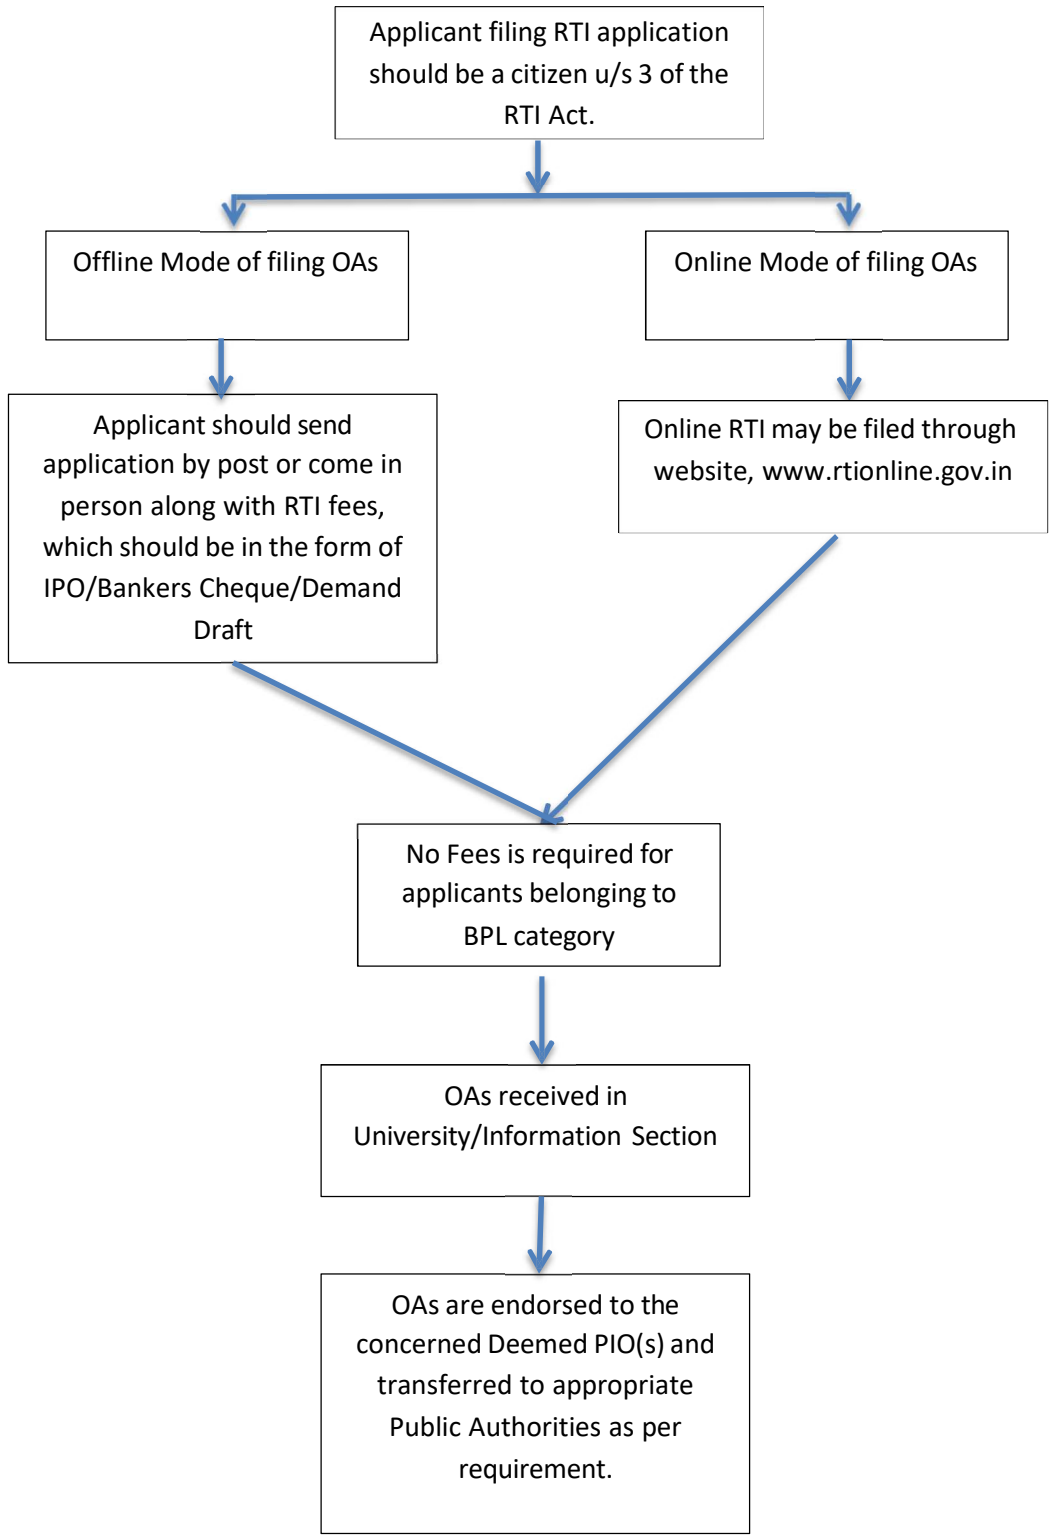 Applicant filing RTI application
should be a citizen u/s 3 of the
RTI Act.
Offline Mode of filing OAs
Online Mode of filing OAs
Applicant should send
application by post or come in
person along with RTI fees,
which should be in the form of
IPO/Bankers Cheque/Demand
Draft
Online RTI may be filed through
website, www.rtionline.gov.in
No Fees is required for
applicants belonging to
BPL category
OAs received in
University/Information Section
OAs are endorsed to the
concerned Deemed PIO(s) and
transferred to appropriate
Public Authorities as per
requirement.